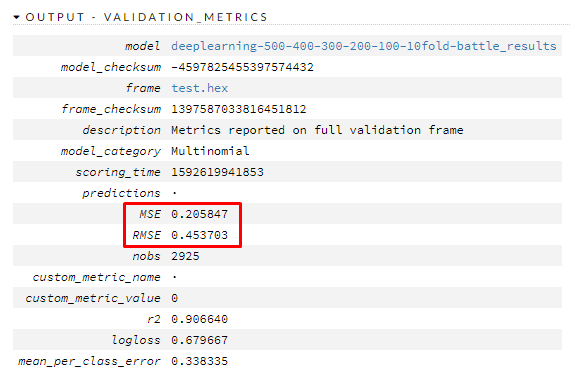 ▾ OUTPUT - VALIDATION_METRICS
model deeplearning-500-400-300-200-100-10fold-battle_results
model_checksum -4597825455397574432
frame test.hex
frame_checksum 1397587033816451812
description Metrics reported on full validation frame
model_category Multinomial
scoring_time 1592619941853
predictions ·
MSE 0.205847
RMSE 0.453703
nobs 2925
custom_metric_name ·
custom_metric_value 0
r2 0.906640
logloss 0.679667
mean_per_class_error 0.338335